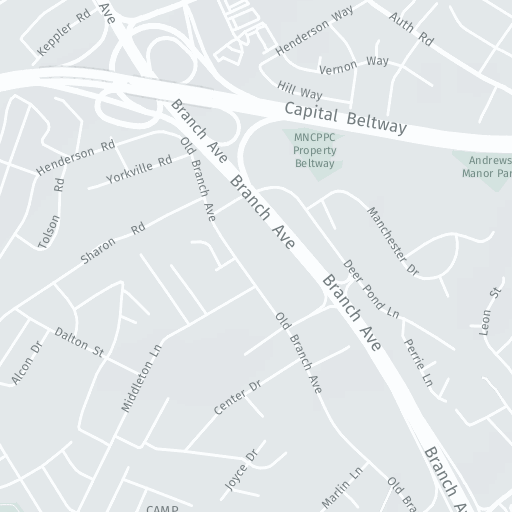 Ave
Keppler Rd
Henderson Way
Auth Rd
Vernon Way
Hill Way
Capital Beltway
Branch Ave
MNCPPC
Property
Beltway
Andrews
Manor Par
Henderson Rd
Old Branch Ave
Yorkville Rd
Tolson Rd
Branch Ave
Sharon Rd
Manchester Dr
Deer Pond Ln
Branch Ave
Leon St
Old Branch Ave
Dalton St
Alcon Dr
Middleton Ln
Perrie Ln
Center Dr
Joyce Dr
Marlin Ln
Branch A
Old Bra
CAMP